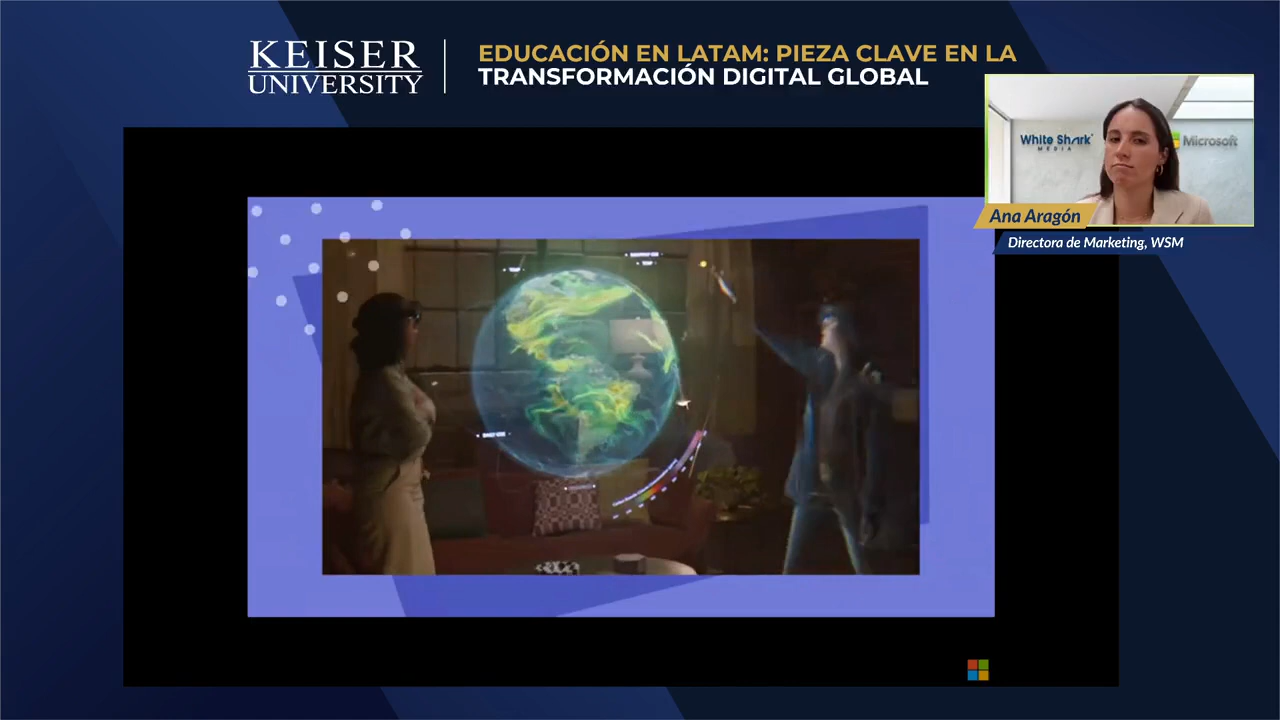 KEISER
UNIVERSITY
EDUCACIÓN EN LATAM: PIEZA CLAVE EN LA
TRANSFORMACIÓN DIGITAL GLOBAL
White Shark
MEDIA
Microsoft
Ana Aragón
Directora de Marketing, WSM